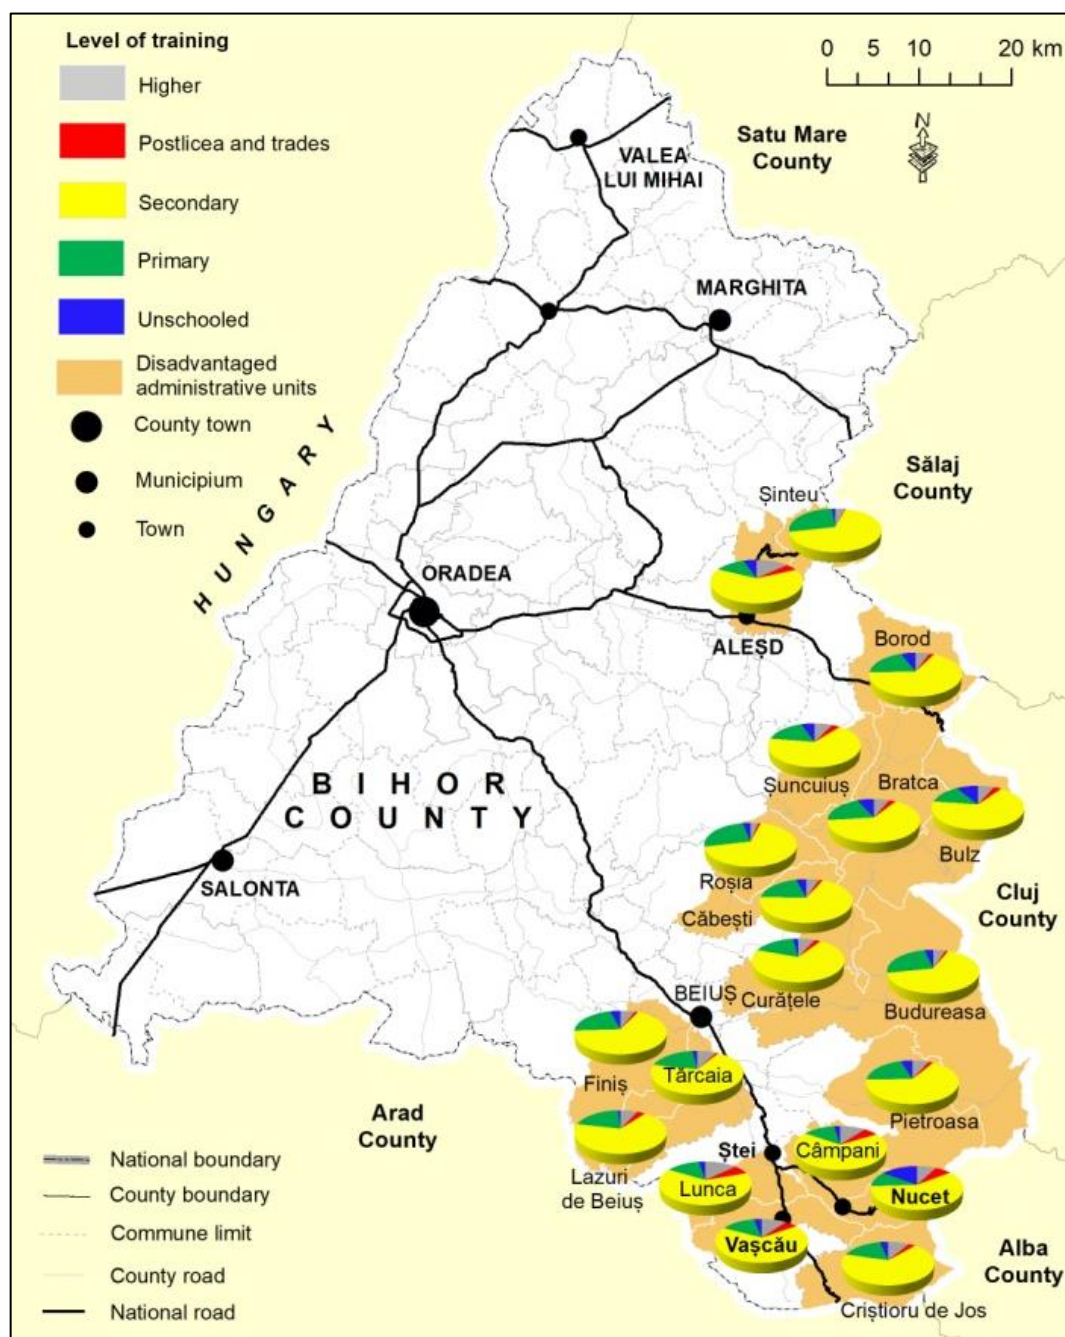 Level of training
Higher
Postlicea and trades
Secondary
Primary
Unschooled
Disadvantaged
administrative units
County town
Municipium
Town
0 5 10 20 km
N
Satu Mare
County
VALEA
LUI MIHAI
MARGHITA
HUNGARY
Sălaj
County
Șinteu
ORADEA
ALEȘD
Borod
BIHOR
COUNTY
Șuncuiuș
Bratca
Bulz
Roșia
SALONTA
Căbești
Cluj
County
BEIUȘ
Curățele
Budureasa
Finiș
Tărcaia
Pietroasa
Arad
County
Ștei
Câmpani
Lazuri
de Beiuș
Lunca
Nucet
Vașcău
Alba
County
Criștioru de Jos
National boundary
County boundary
Commune limit
County road
National road